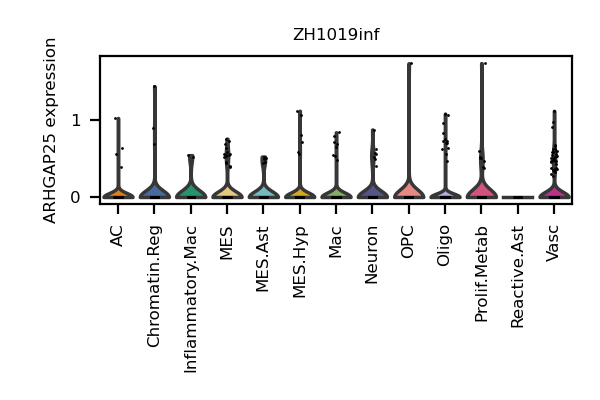 ZH1019inf
ARHGAP25 expression
1
0
AC
Chromatin.Reg
Inflammatory.Mac
MES
MES.Ast
MES.Hyp
Mac
Neuron
OPC
Oligo
Prolif.Metab
Reactive.Ast
Vasc